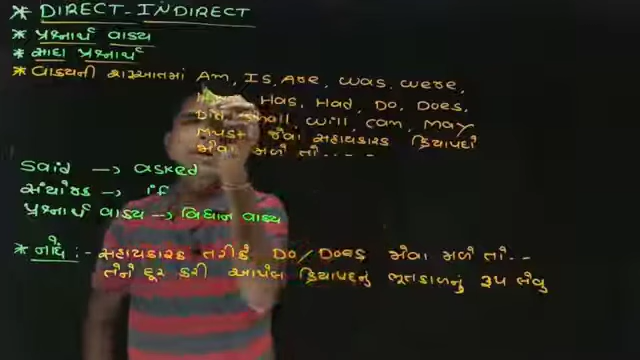 * DIRECT-INDIRECT
* પ્રશ્નાર્થ વાક્ય
* સાદા પ્રશ્નાર્થ
* વાક્યની શરૂઆતમાં Am, Is, Are, was, were,
Has, Had, Do, Does,
Did, Will, Can, May
Must જેવા સહાયકારક ક્રિયાપદો
જોવા મળે તો. - - -
Said → asked
સંયોજક → if
પ્રશ્નાર્થ વાક્ય → વિધાન વાક્ય
* નોંધ :- સહાયકારક તરીકે Do/Does જોવા મળે તો--
તેને દૂર કરી આપેલ ક્રિયાપદનું ભૂતકાળનું રૂપ લેવું